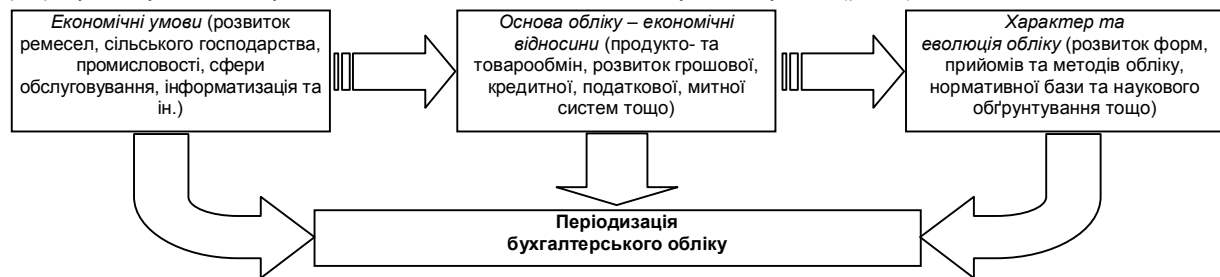 Економічні умови (розвиток
ремесел, сільського господарства,
промисловості, сфери
обслуговування, інформатизація та
ін.)
Основа обліку – економічні
відносини (продукто- та
товарообмін, розвиток грошової,
кредитної, податкової, митної
систем тощо)
Характер та
еволюція обліку (розвиток форм,
прийомів та методів обліку,
нормативної бази та наукового
обґрунтування тощо)
Періодизація
бухгалтерського обліку